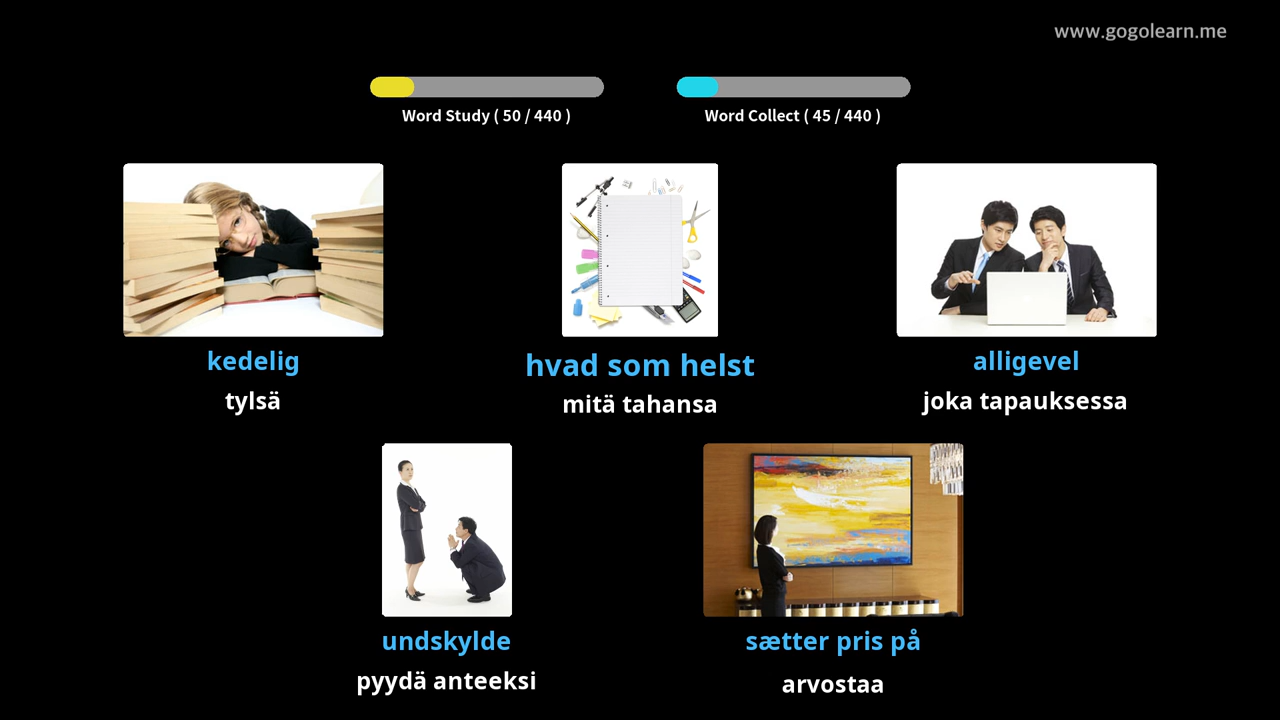 www.gogolearn.me
Word Study ( 50 / 440 )
Word Collect ( 45 / 440 )
kedelig
tylsä
hvad som helst
mitä tahansa
alligevel
joka tapauksessa
undskylde
pyydä anteeksi
sætter pris på
arvostaa